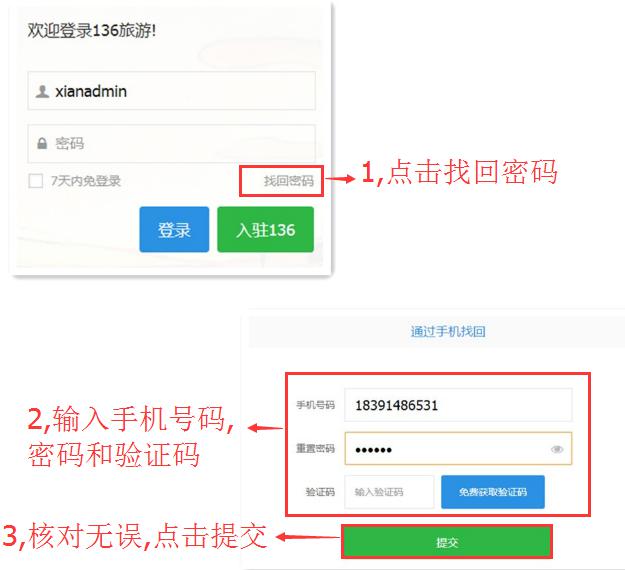 欢迎登录136旅游!
xianadmin
密码
7天内免登录
找回密码
1,点击找回密码
登录
入驻136
通过手机找回
2,输入手机号码,
密码和验证码
手机号码
18391486531
重置密码
••••••
验证码
输入验证码
免费获取验证码
3,核对无误,点击提交
提交